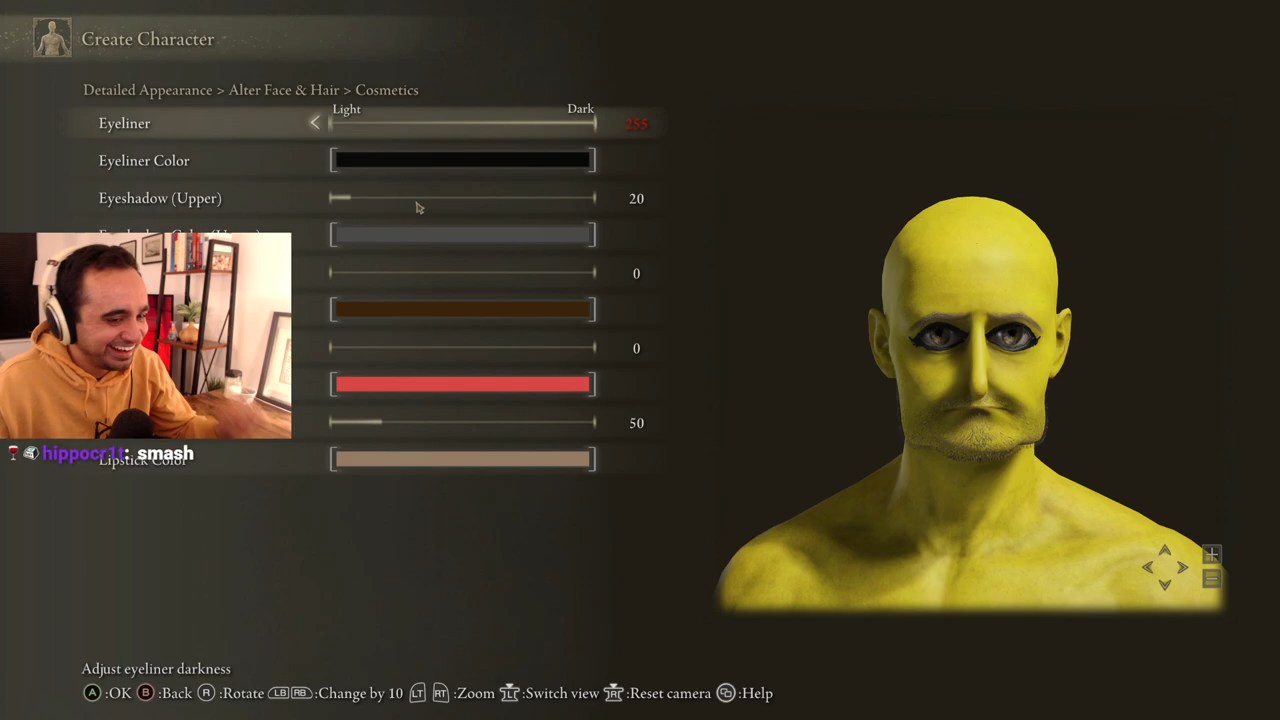 Create Character
Detailed Appearance > Alter Face & Hair > Cosmetics
Light Dark
Eyeliner 255
Eyeliner Color
Eyeshadow (Upper) 20
0
0
50
hippocr1t: smash
Lipstick Color
Adjust eyeliner darkness
A :OK B :Back R :Rotate LB RB :Change by 10 LT RT :Zoom L :Switch view R :Reset camera :Help